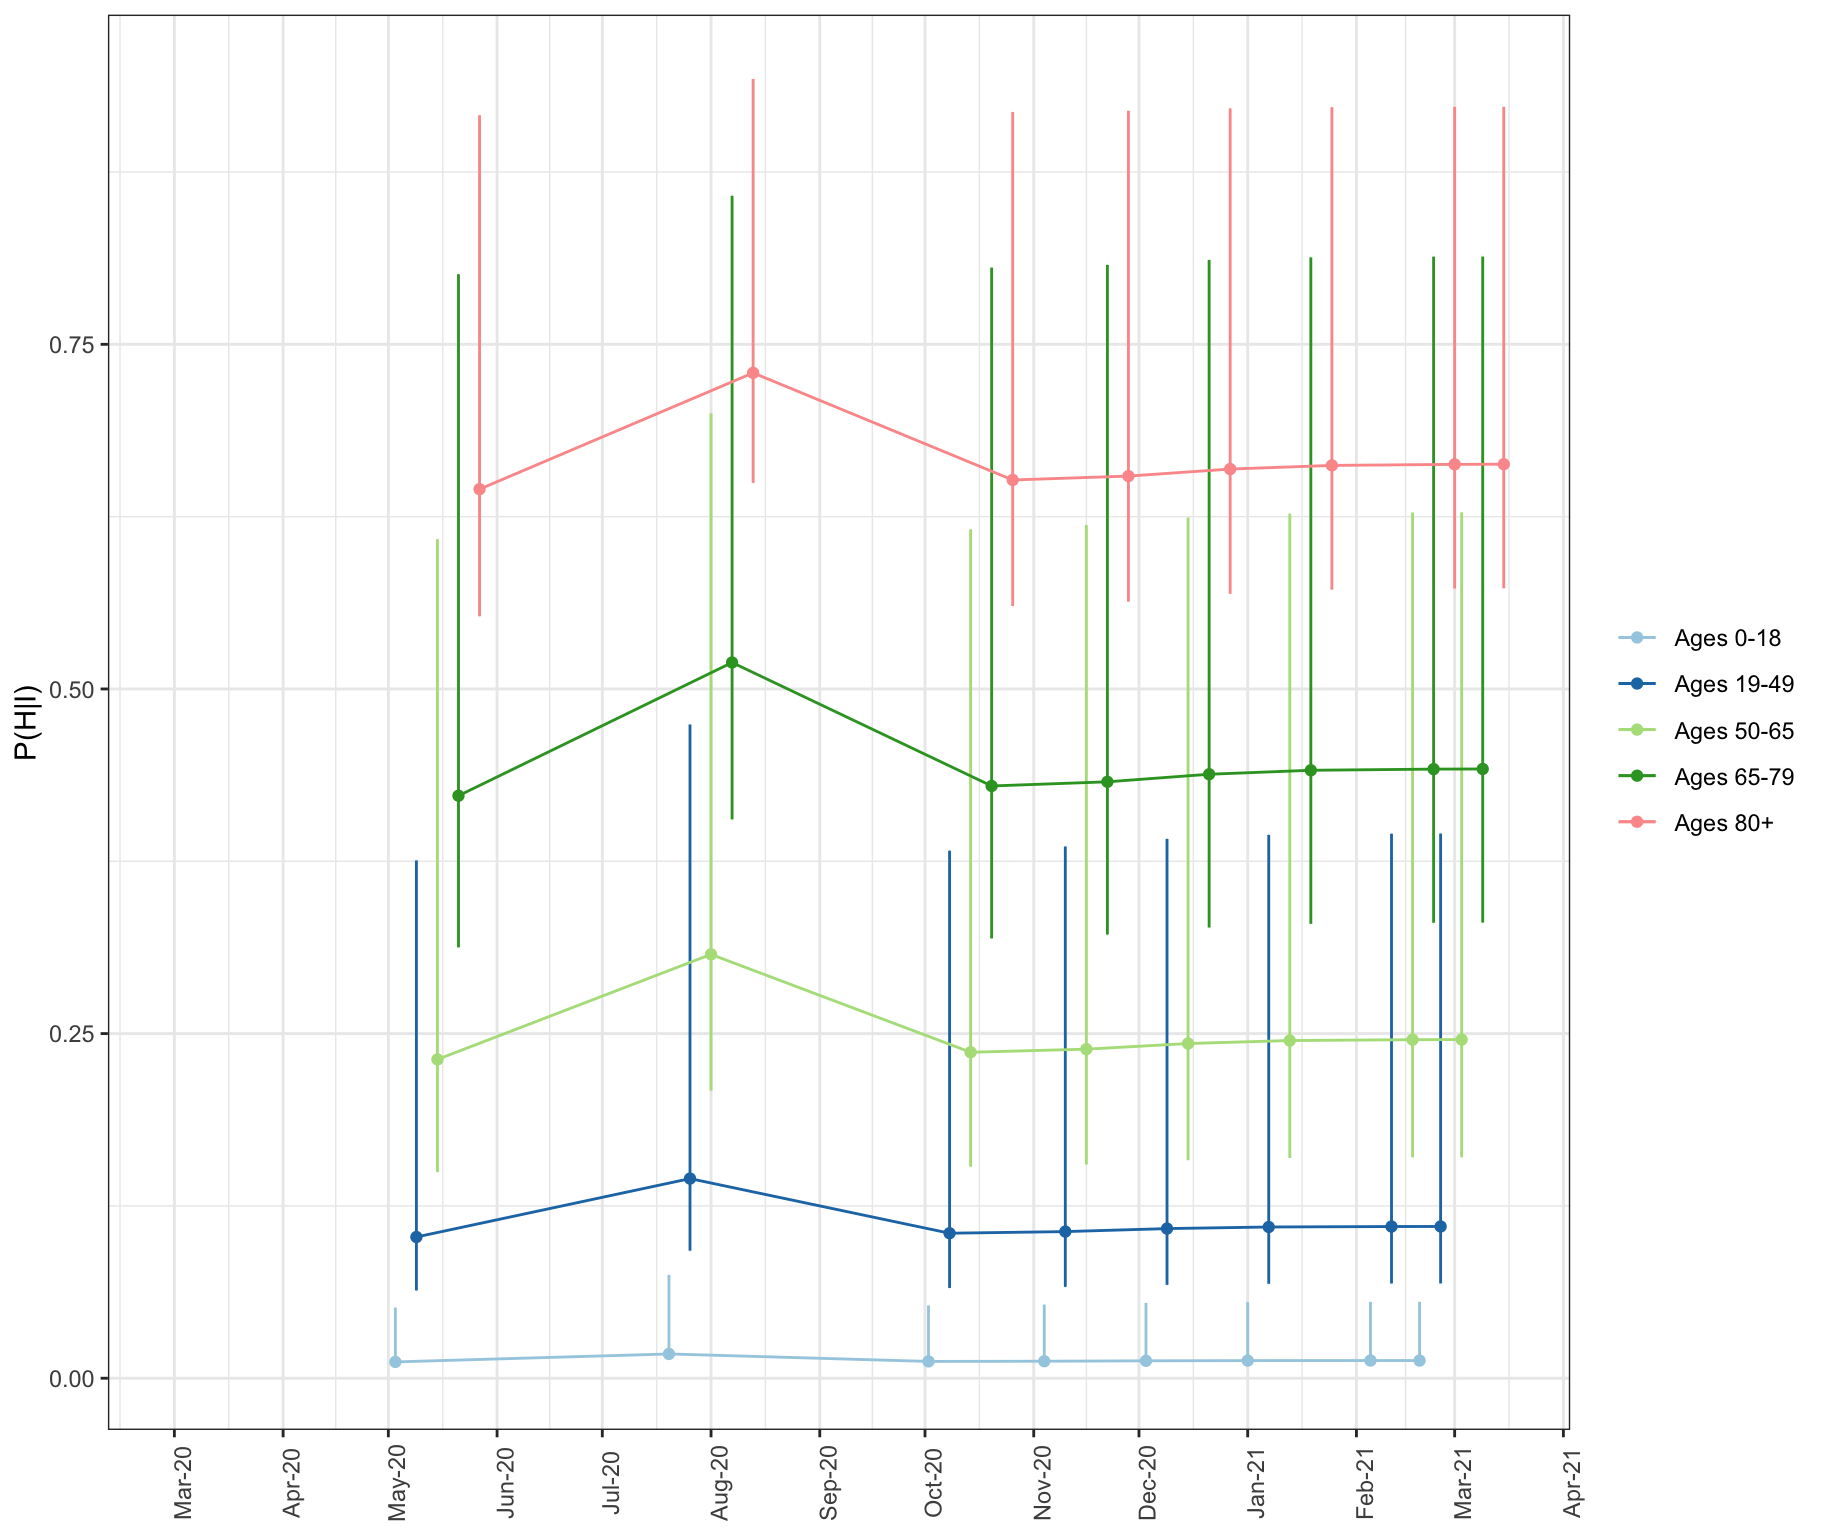 P(H|I)
0.75
0.50
0.25
0.00
Mar-20
Apr-20
May-20
Jun-20
Jul-20
Aug-20
Sep-20
Oct-20
Nov-20
Dec-20
Jan-21
Feb-21
Mar-21
Apr-21
Ages 0-18
Ages 19-49
Ages 50-65
Ages 65-79
Ages 80+